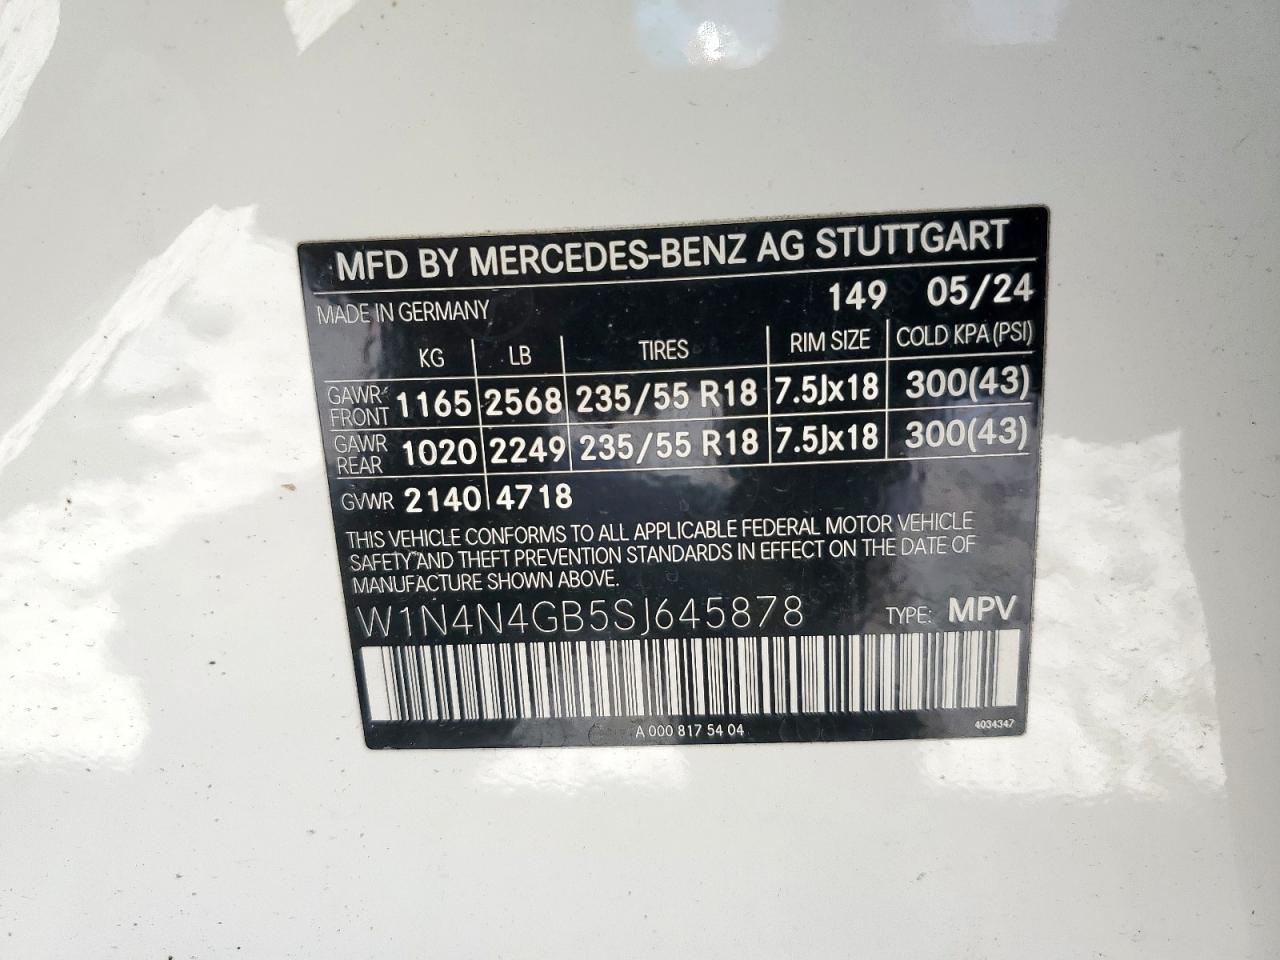 MFD BY MERCEDES-BENZ AG STUTTGART
MADE IN GERMANY 149 05/24
KG LB TIRES RIM SIZE COLD KPA (PSI)
GAWR FRONT 1165 2568 235/55 R18 7.5Jx18 300(43)
GAWR REAR 1020 2249 235/55 R18 7.5Jx18 300(43)
GVWR 2140 4718
THIS VEHICLE CONFORMS TO ALL APPLICABLE FEDERAL MOTOR VEHICLE
SAFETY AND THEFT PREVENTION STANDARDS IN EFFECT ON THE DATE OF
MANUFACTURE SHOWN ABOVE.
W1N4N4GB5SJ645878 TYPE: MPV
A 000 817 54 04 4034347